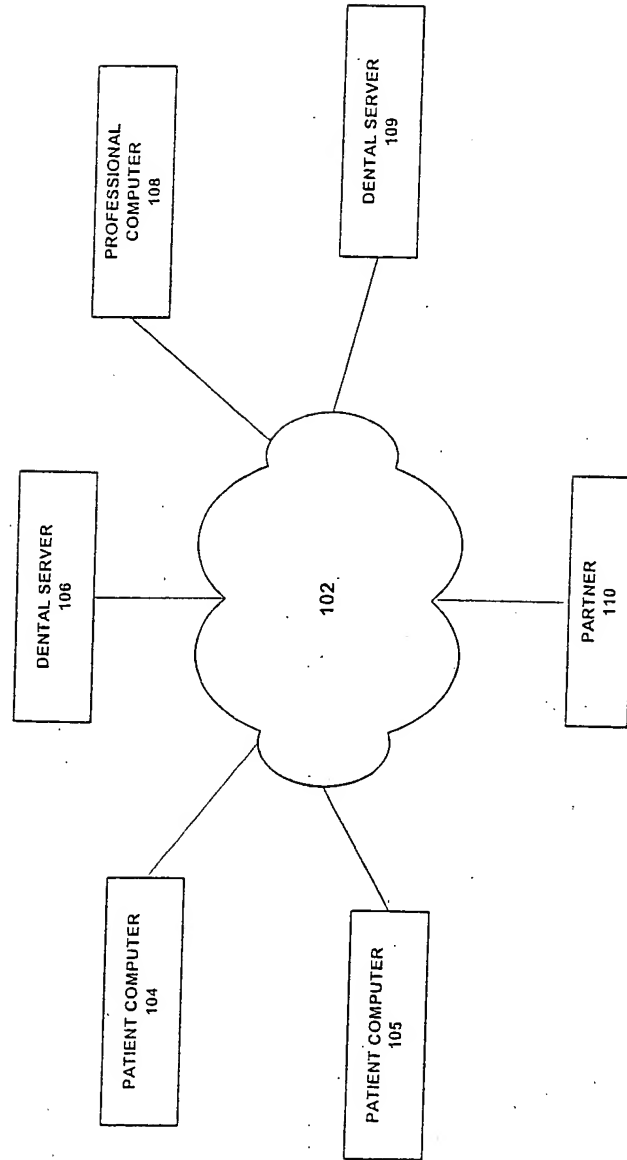 DENTAL SERVER
106
PROFESSIONAL
COMPUTER
108
PATIENT COMPUTER
104
102
DENTAL SERVER
109
PATIENT COMPUTER
105
PARTNER
110